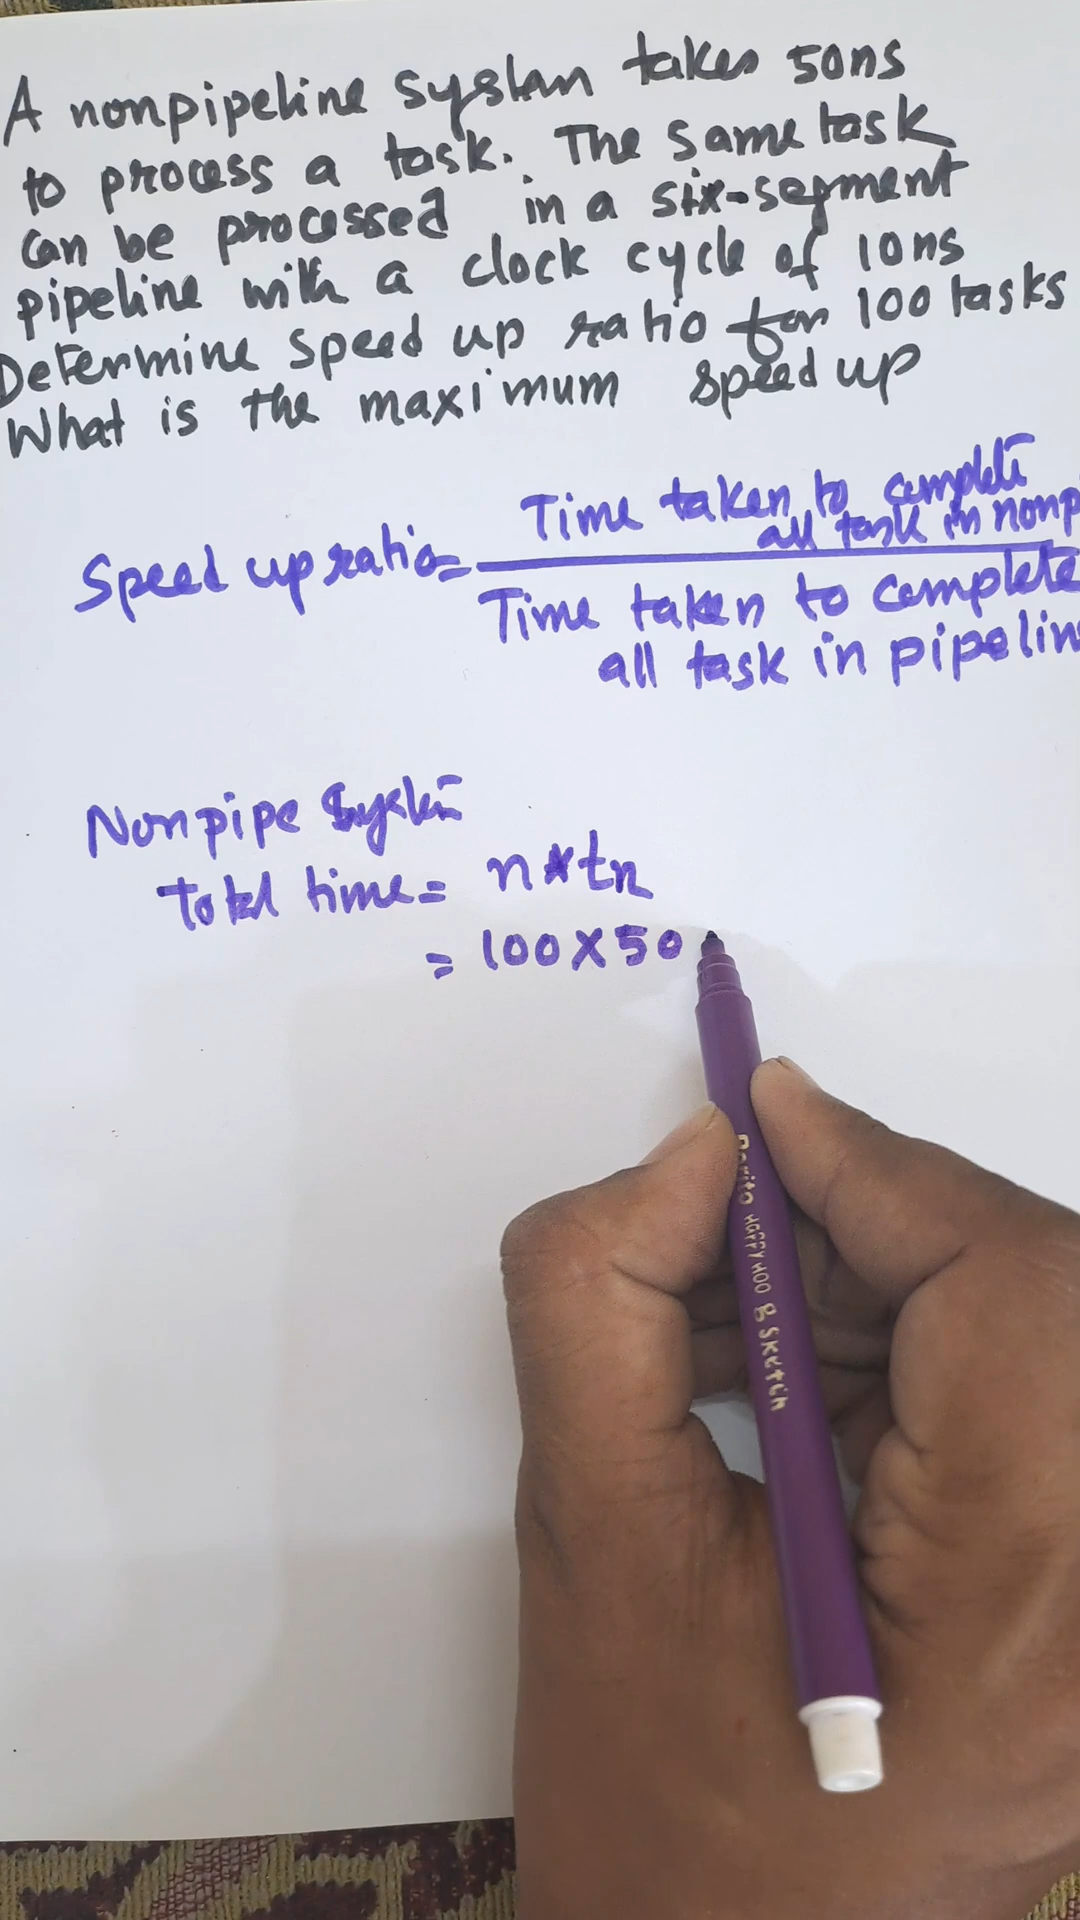 A nonpipeline system takes 50ns
to process a task. The same task
can be processed in a six-segment
pipeline with a clock cycle of 10ns
Determine speed up ratio for 100 tasks
What is the maximum speed up
Time taken to complete
all task in nonp
Speed up ratio =
Time taken to complete
all task in pipelin
Nonpipe
Total time = n*tn
= 100 X 50
HAPPY HOO 8 SKETCH